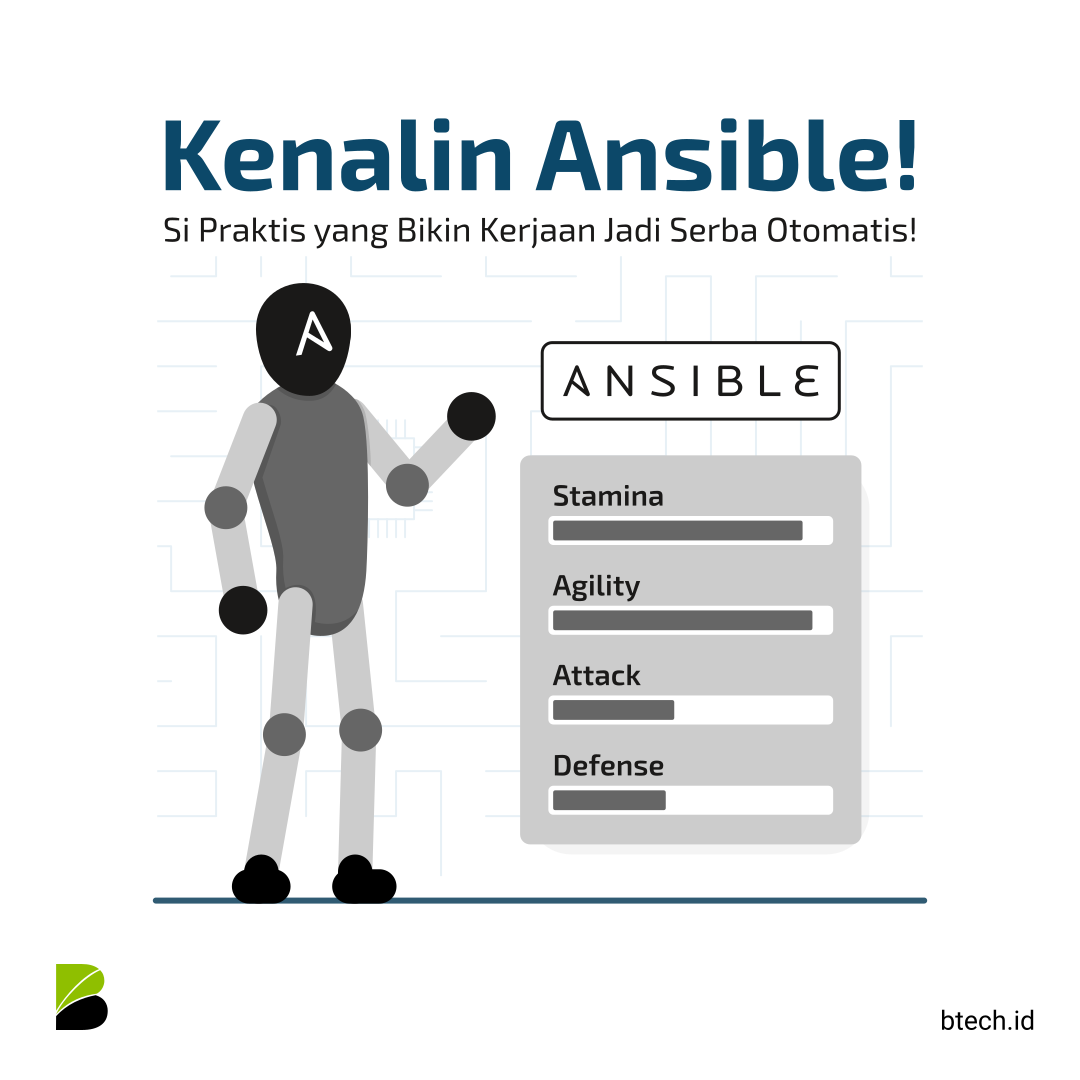 Kenalin Ansible!
Si Praktis yang Bikin Kerjaan Jadi Serba Otomatis!
A
ANSIBLE
Stamina
Agility
Attack
Defense
B
btech.id